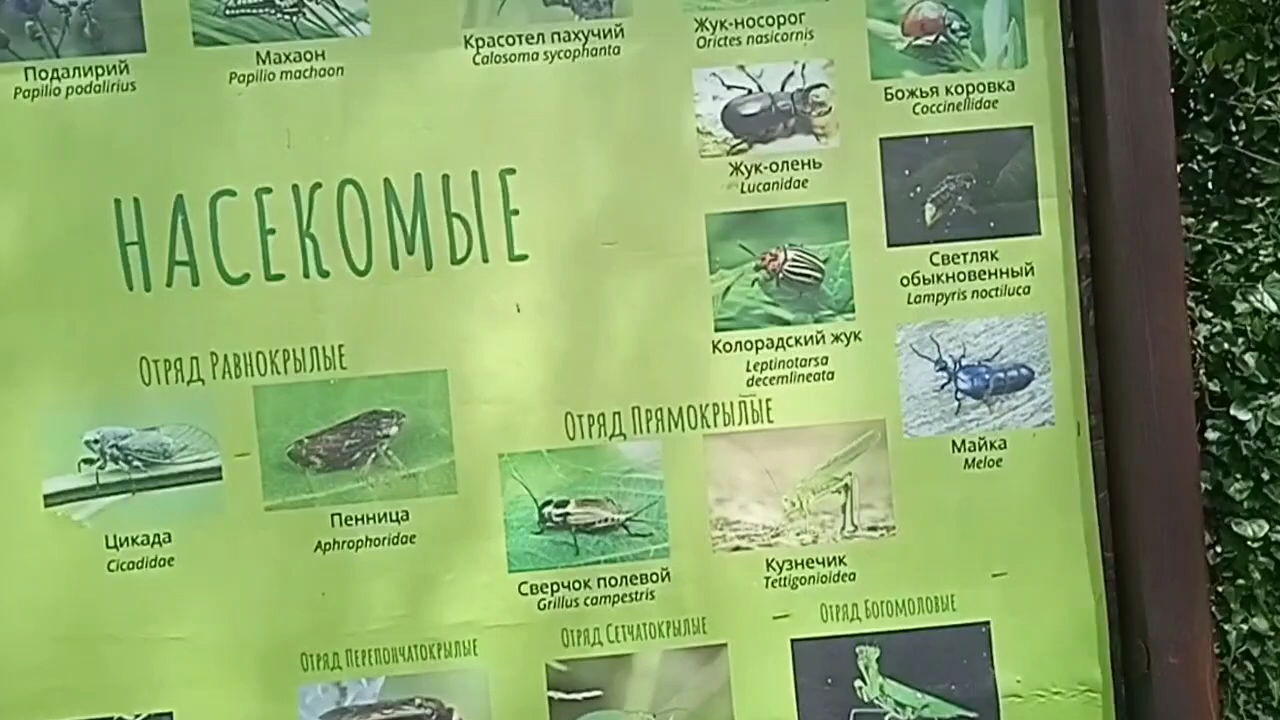 Подалирий
Papilio podalirius
Махаон
Papilio machaon
Красотел пахучий
Calosoma sycophanta
Жук-носорог
Orictes nasicornis
Божья коровка
Coccinellidae
Жук-олень
Lucanidae
НАСЕКОМЫЕ
Светляк
обыкновенный
Lampyris noctiluca
Колорадский жук
Leptinotarsa
decemlineata
Майка
Meloe
Отряд Равнокрылые
Цикада
Cicadidae
Пенница
Aphrophoridae
Отряд Прямокрылые
Сверчок полевой
Grillus campestris
Кузнечик
Tettigonioidea
Отряд Перепончатокрылые
Отряд Сетчатокрылые
Отряд Богомоловые